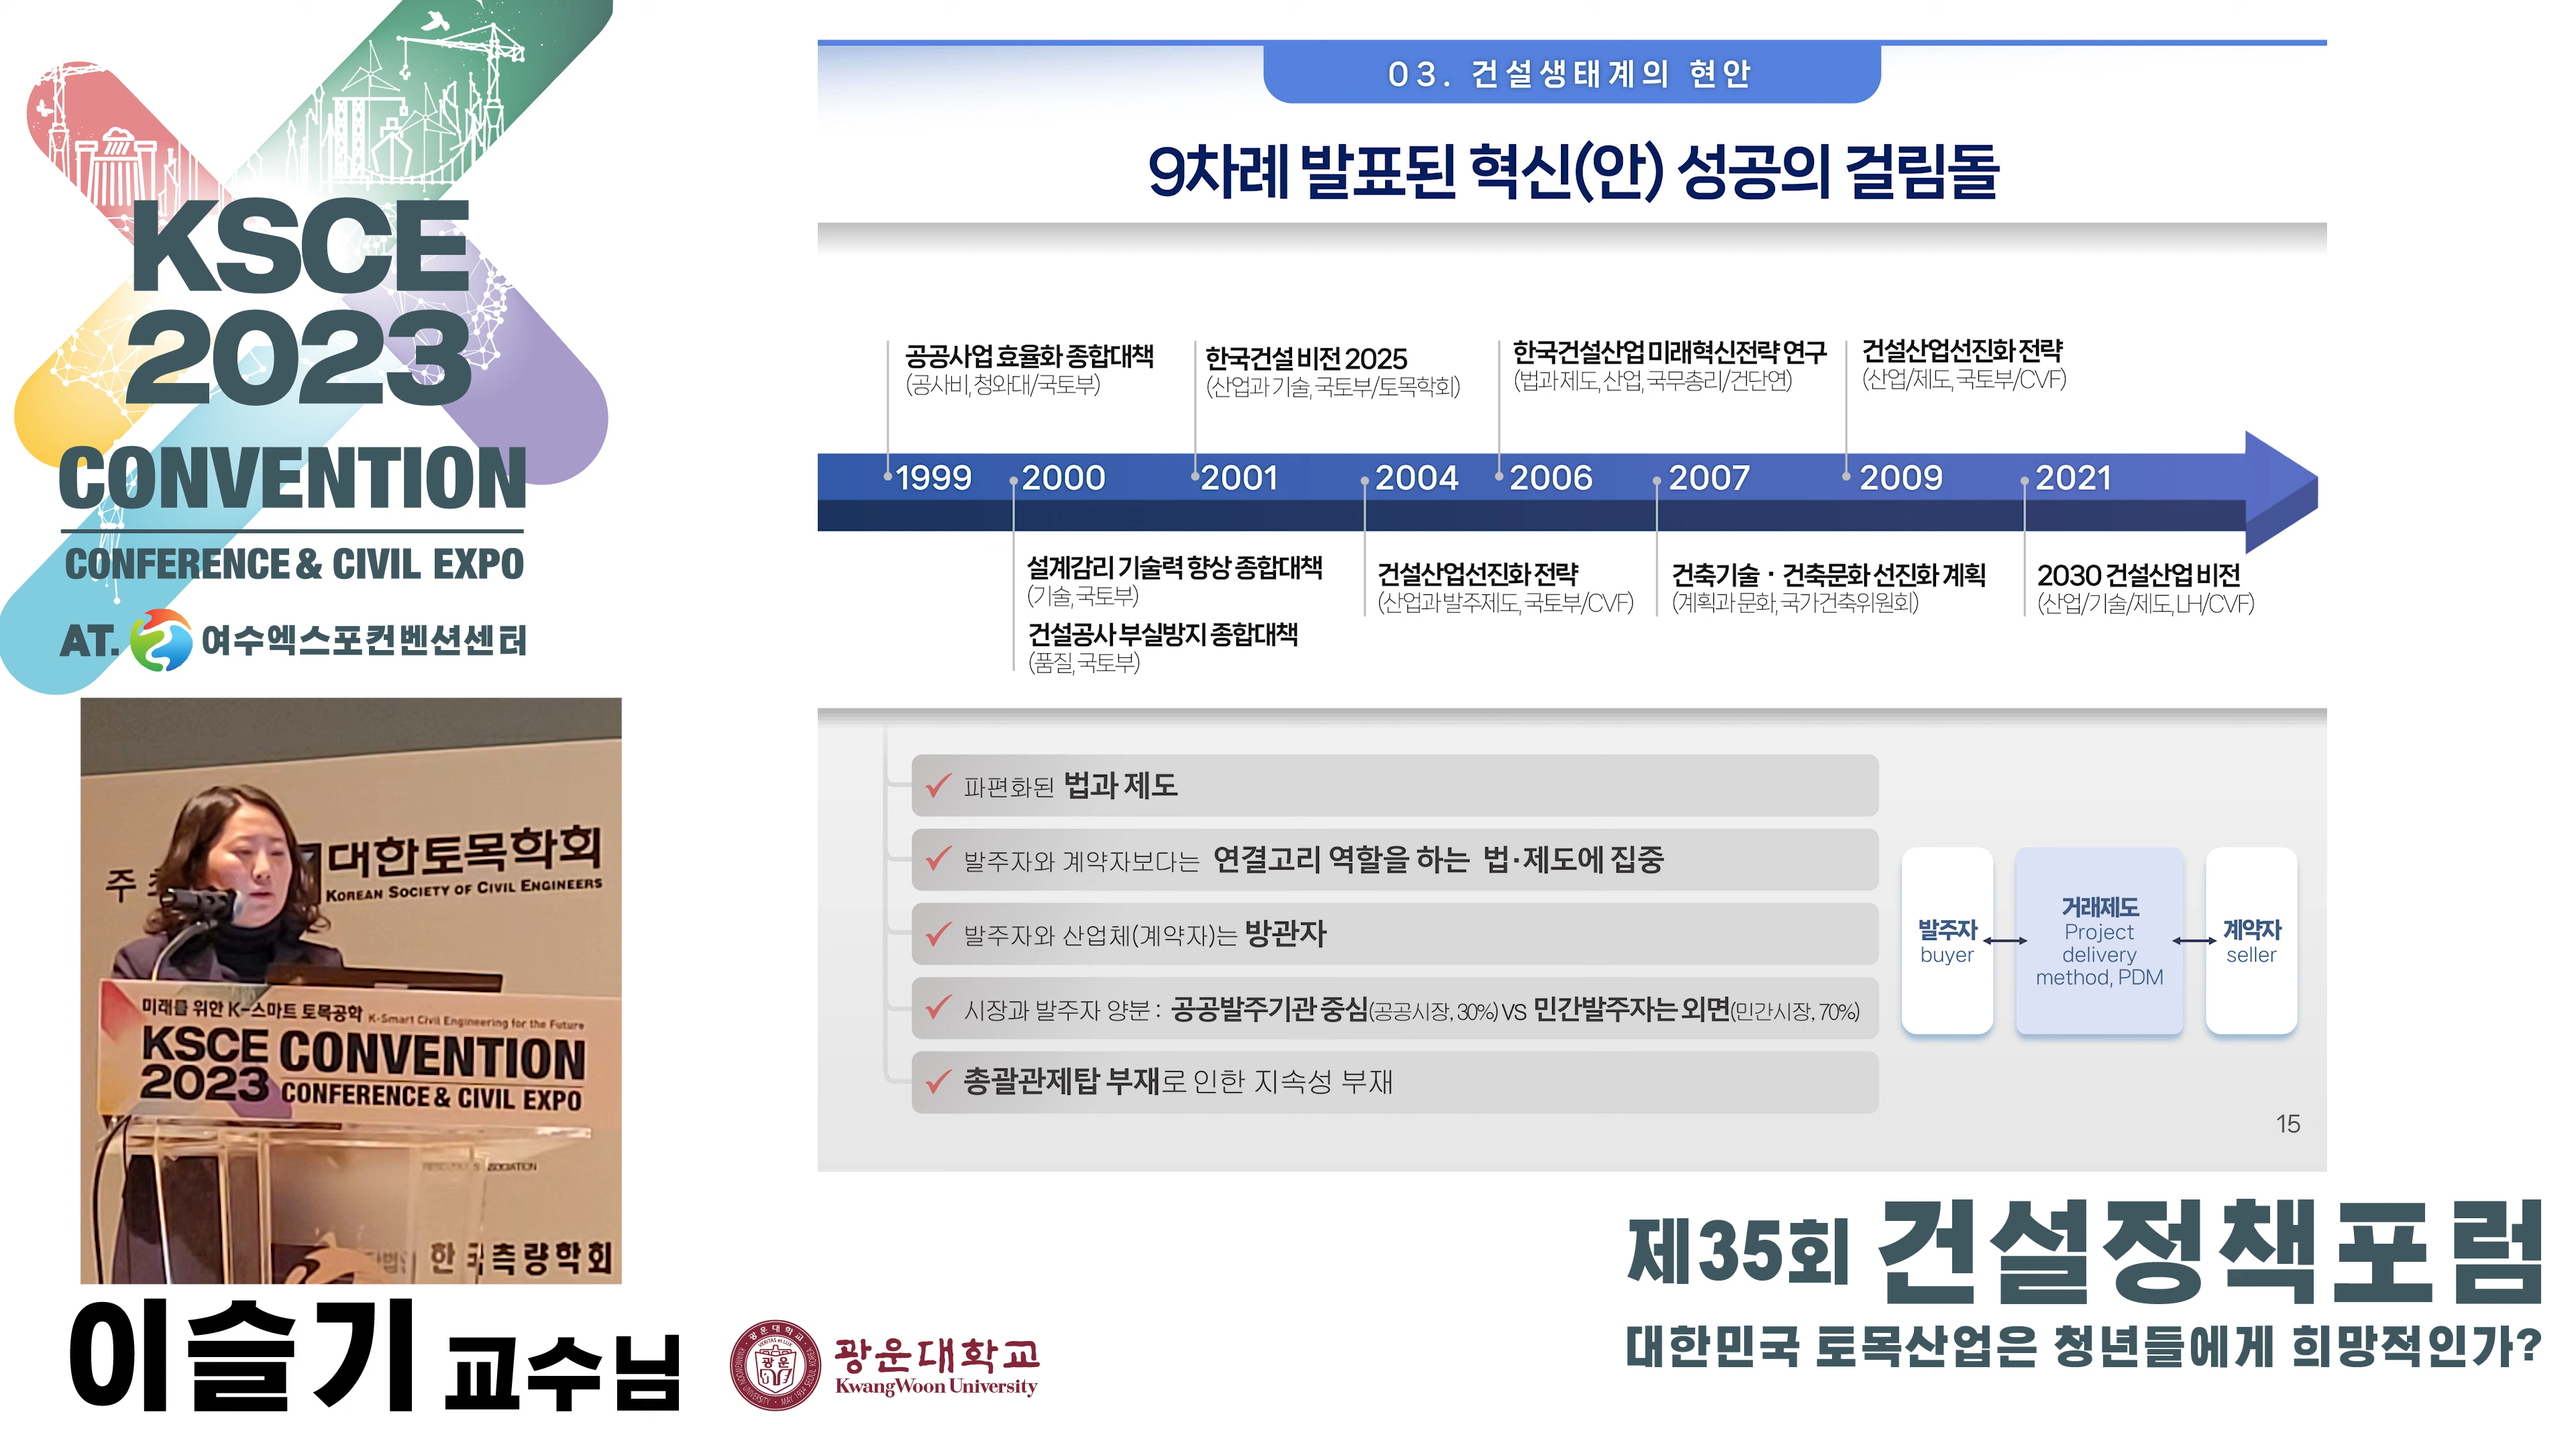 KSCE
2023
CONVENTION
CONFERENCE & CIVIL EXPO
AT. 여수엑스포컨벤션센터
03. 건설생태계의 현안
9차례 발표된 혁신(안) 성공의 걸림돌
공공사업 효율화 종합대책
(공사비, 청와대/국토부)
한국건설 비전 2025
(산업과 기술, 국토부/토목학회)
한국건설산업 미래혁신전략 연구
(법과 제도, 산업, 국무총리/건단연)
건설산업선진화 전략
(산업/제도, 국토부/CVF)
1999 2000 2001 2004 2006 2007 2009 2021
설계감리 기술력 향상 종합대책
(기술, 국토부)
건설공사 부실방지 종합대책
(품질, 국토부)
건설산업선진화 전략
(산업과 발주제도, 국토부/CVF)
건축기술 · 건축문화 선진화 계획
(계획과 문화, 국가건축위원회)
2030 건설산업 비전
(산업/기술/제도, LH/CVF)
파편화된 법과 제도
발주자와 계약자보다는 연결고리 역할을 하는 법·제도에 집중
발주자와 산업체(계약자)는 방관자
시장과 발주자 양분 : 공공발주기관 중심(공공시장, 30%) VS 민간발주자는 외면(민간시장, 70%)
총괄관제탑 부재로 인한 지속성 부재
발주자
buyer
거래제도
Project
delivery
method, PDM
계약자
seller
15
주
대한토목학회
KOREAN SOCIETY OF CIVIL ENGINEERS
미래를 위한 K-스마트 토목공학 K-Smart Civil Engineering for the Future
KSCE
2023
CONVENTION
CONFERENCE & CIVIL EXPO
한국측량학회
이슬기 교수님
광운대학교
KwangWoon University
제35회 건설정책포럼
대한민국 토목산업은 청년들에게 희망적인가?